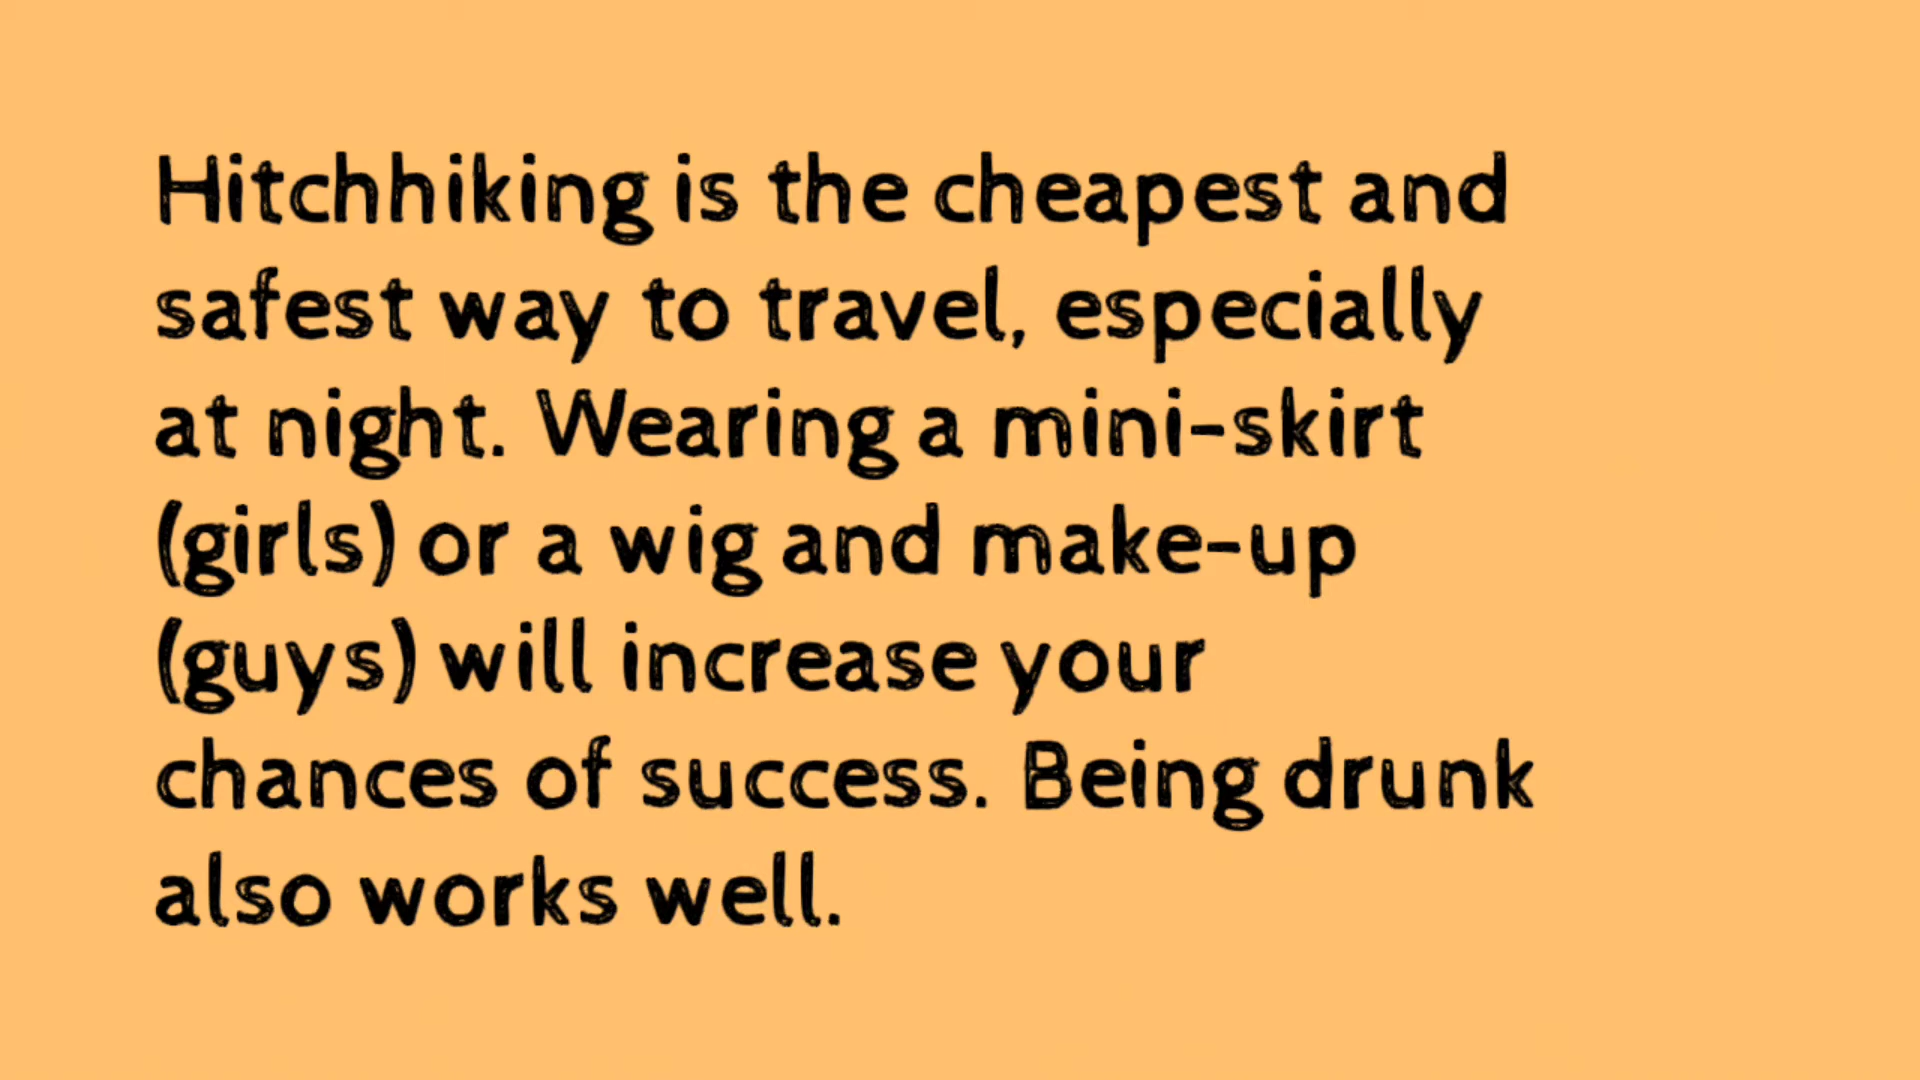 Hitchhiking is the cheapest and
safest way to travel, especially
at night. Wearing a mini-skirt
(girls) or a wig and make-up
(guys) will increase your
chances of success. Being drunk
also works well.